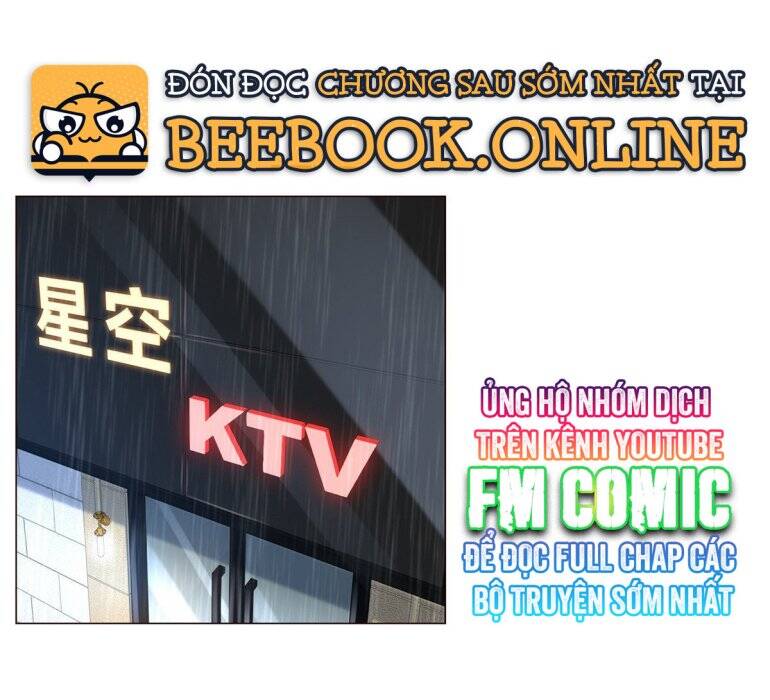 ĐÓN ĐỌC CHƯƠNG SAU SỚM NHẤT TẠI
BEEBOOK.ONLINE
星空
KTV
ỦNG HỘ NHÓM DỊCH
TRÊN KÊNH YOUTUBE
FM COMIC
ĐỂ ĐỌC FULL CHAP CÁC
BỘ TRUYỆN SỚM NHẤT